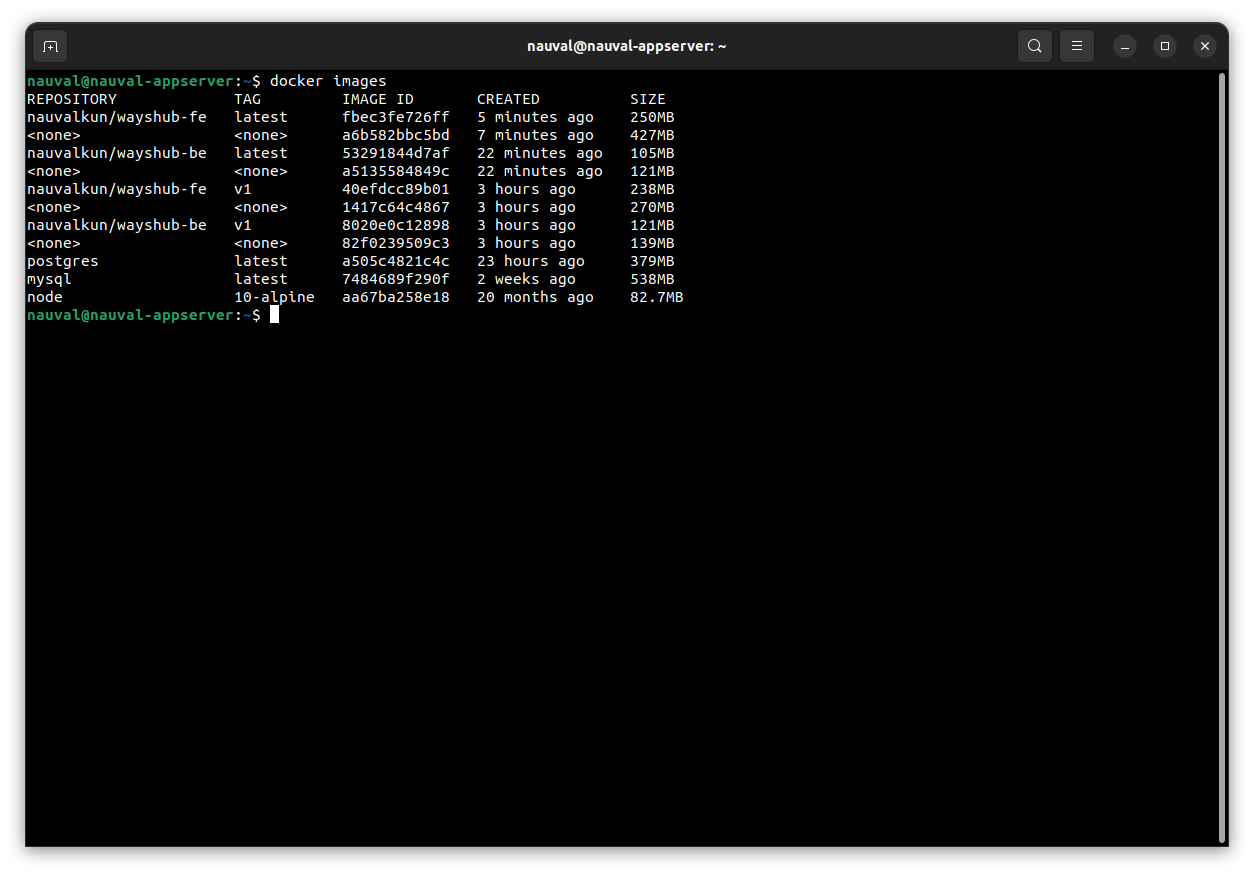 nauval@nauval-appserver: ~
nauval@nauval-appserver:~$ docker images
REPOSITORY             TAG         IMAGE ID       CREATED          SIZE
nauvalkun/wayshub-fe   latest      fbec3fe726ff   5 minutes ago    250MB
<none>                 <none>      a6b582bbc5bd   7 minutes ago    427MB
nauvalkun/wayshub-be   latest      53291844d7af   22 minutes ago   105MB
<none>                 <none>      a5135584849c   22 minutes ago   121MB
nauvalkun/wayshub-fe   v1          40efdcc89b01   3 hours ago      238MB
<none>                 <none>      1417c64c4867   3 hours ago      270MB
nauvalkun/wayshub-be   v1          8020e0c12898   3 hours ago      121MB
<none>                 <none>      82f0239509c3   3 hours ago      139MB
postgres               latest      a505c4821c4c   23 hours ago     379MB
mysql                  latest      7484689f290f   2 weeks ago      538MB
node                   10-alpine   aa67ba258e18   20 months ago    82.7MB
nauval@nauval-appserver:~$